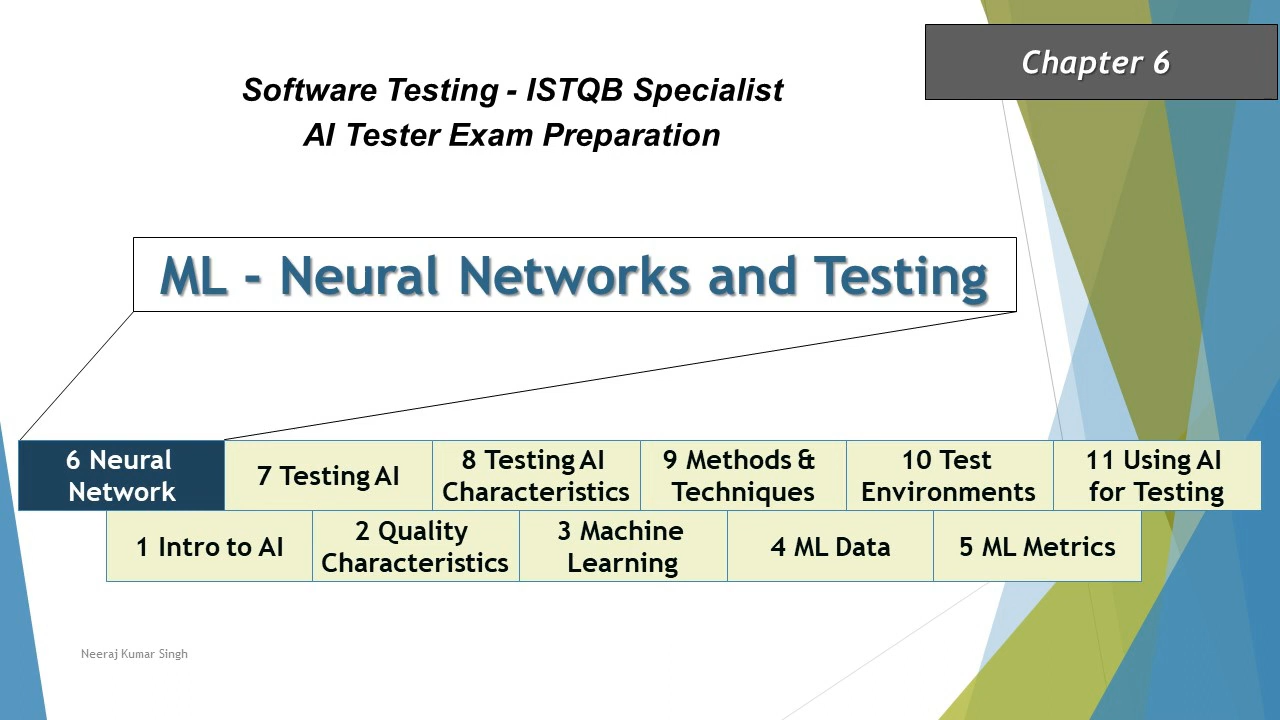 Chapter 6
Software Testing - ISTQB Specialist
AI Tester Exam Preparation
ML - Neural Networks and Testing
6 Neural
Network
7 Testing AI
8 Testing AI
Characteristics
9 Methods &
Techniques
10 Test
Environments
11 Using AI
for Testing
1 Intro to AI
2 Quality
Characteristics
3 Machine
Learning
4 ML Data
5 ML Metrics
Neeraj Kumar Singh